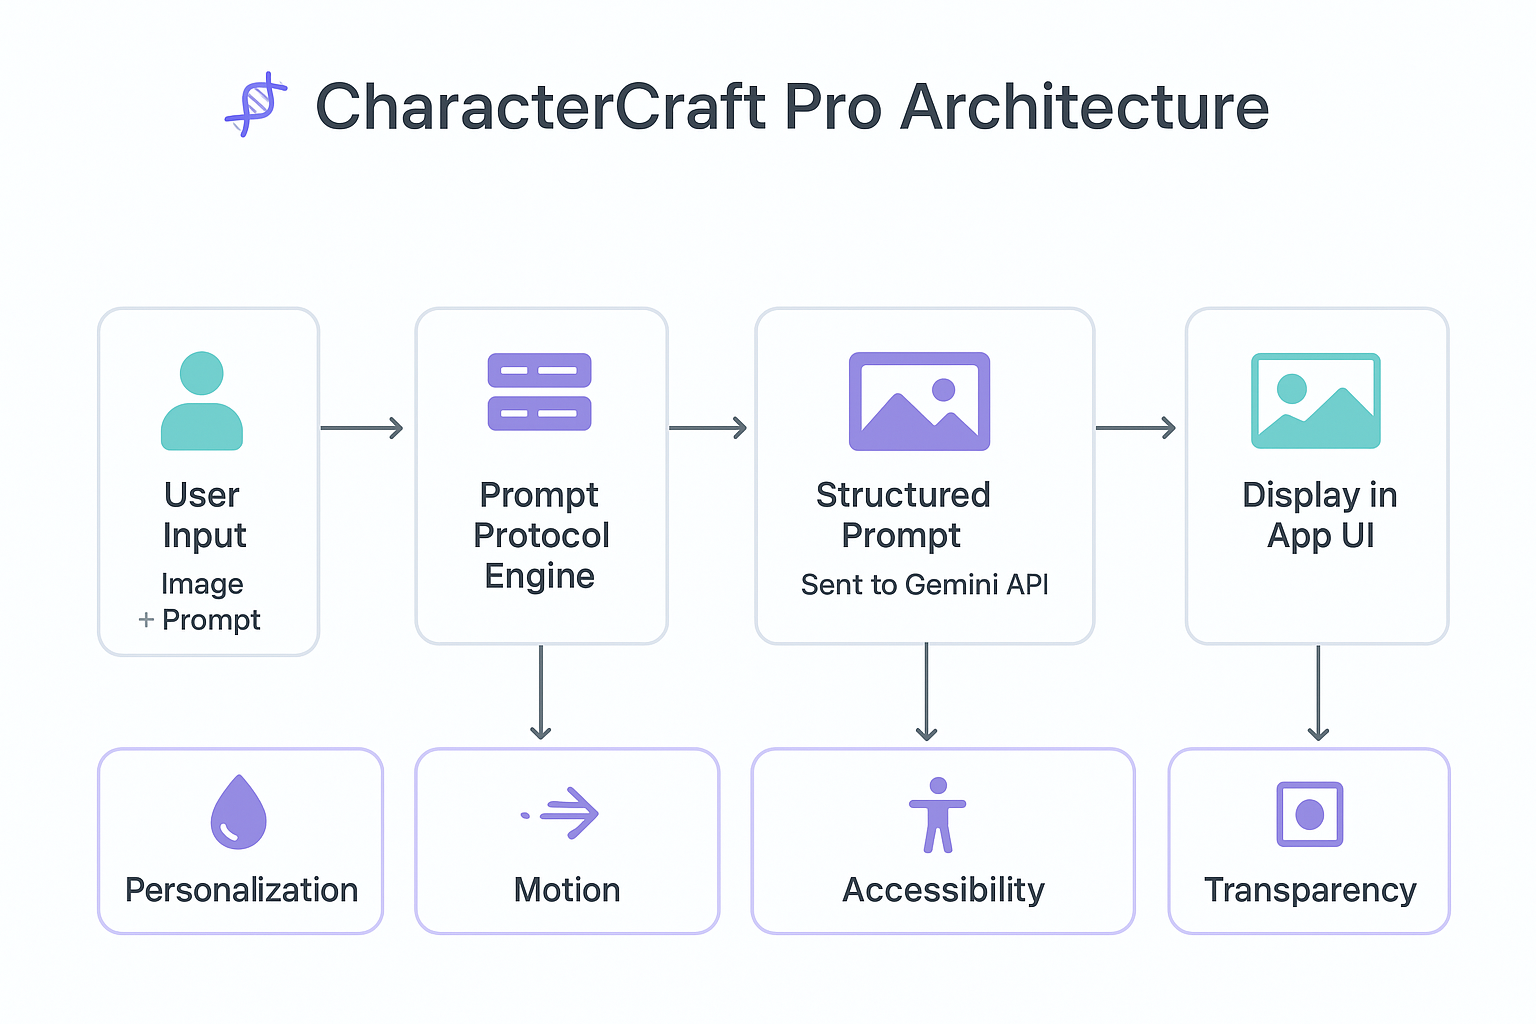 CharacterCraft Pro Architecture
User
Input
Image
+ Prompt
Prompt
Protocol
Engine
Structured
Prompt
Sent to Gemini API
Display in
App UI
Personalization
Motion
Accessibility
Transparency